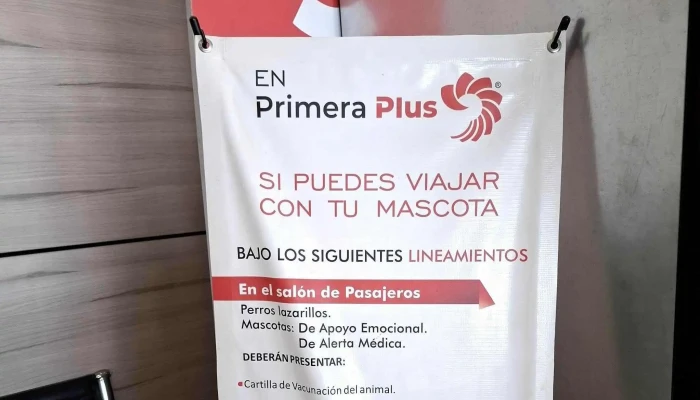 EN
Primera Plus
®
SI PUEDES VIAJAR
CON TU MASCOTA
BAJO LOS SIGUIENTES LINEAMIENTOS
En el salón de Pasajeros
Perros lazarillos.
Mascotas: De Apoyo Emocional.
De Alerta Médica.
DEBERÁN PRESENTAR:
Cartilla de Vacunación del animal.